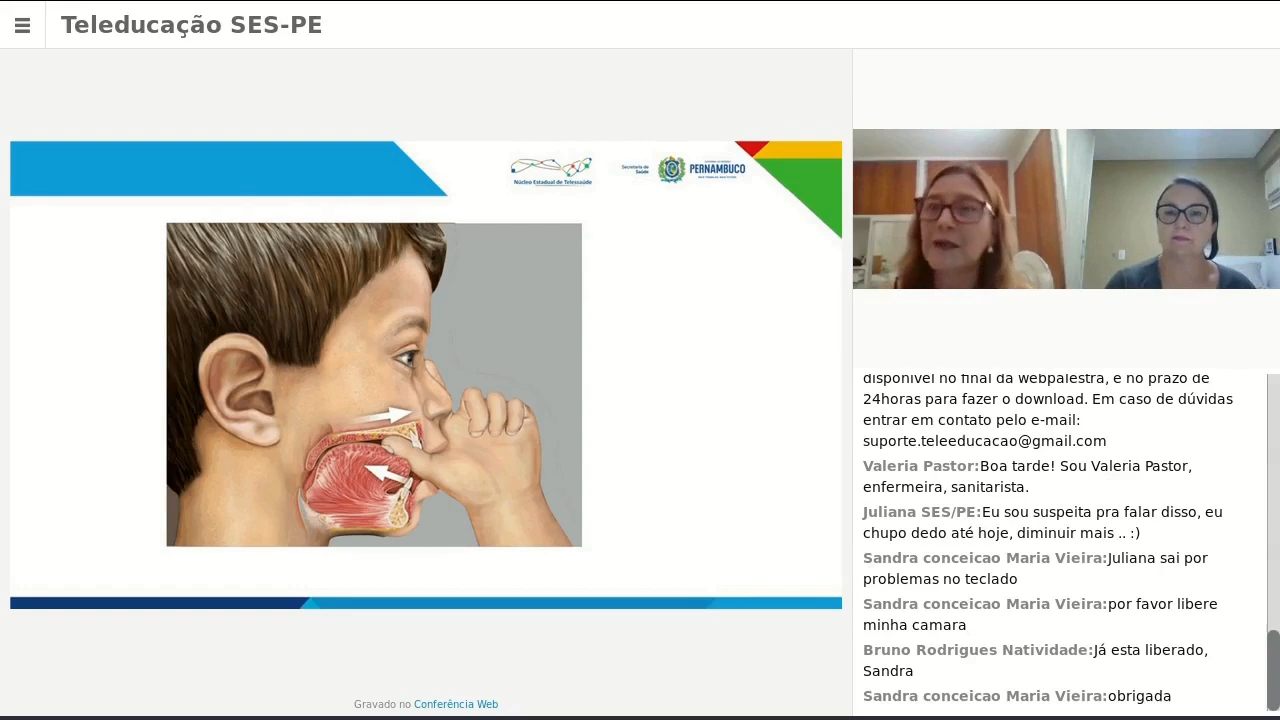 Teleducação SES-PE
Núcleo Estadual de Telessaúde
Secretaria de
Saúde
PERNAMBUCO
disponível no final da webpalestra, e no prazo de
24horas para fazer o download. Em caso de dúvidas
entrar em contato pelo e-mail:
suporte.teleeducacao@gmail.com
Valeria Pastor:Boa tarde! Sou Valeria Pastor,
enfermeira, sanitarista.
Juliana SES/PE:Eu sou suspeita pra falar disso, eu
chupo dedo até hoje, diminuir mais .. :)
Sandra conceicao Maria Vieira:Juliana sai por
problemas no teclado
Sandra conceicao Maria Vieira:por favor libere
minha camara
Bruno Rodrigues Natividade:Já esta liberado,
Sandra
Sandra conceicao Maria Vieira:obrigada
Gravado no Conferência Web